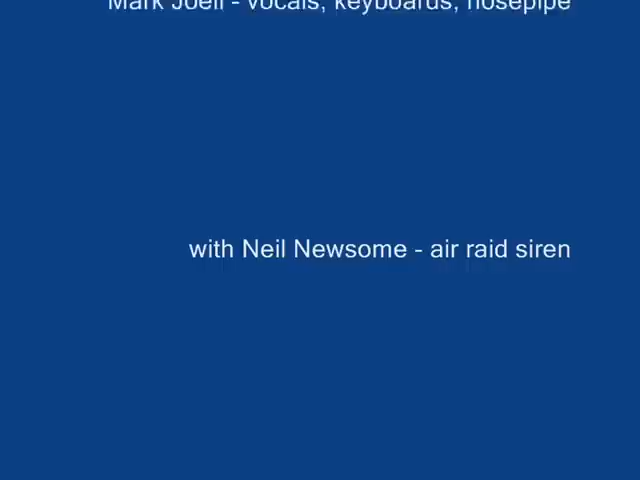 Mark Joell - vocals, keyboards, hosepipe
with Neil Newsome - air raid siren